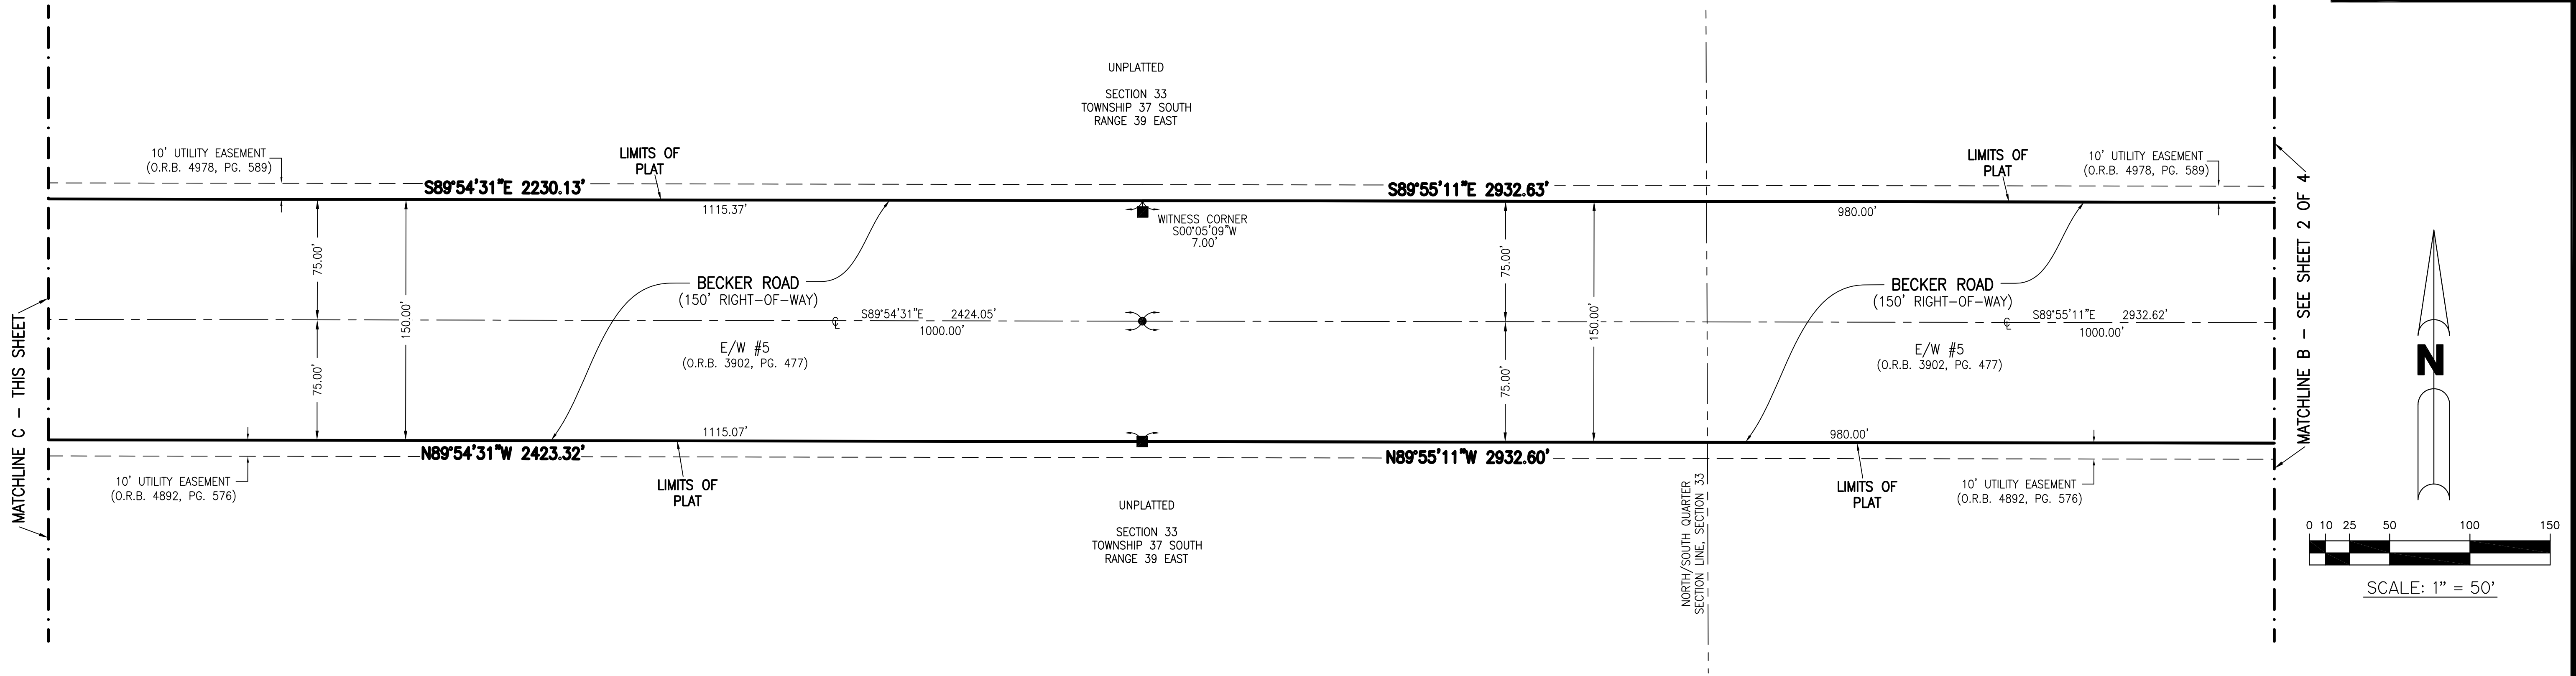 UNPLATTED
SECTION 33
TOWNSHIP 37 SOUTH
RANGE 39 EAST
10' UTILITY EASEMENT
(O.R.B. 4978, PG. 589)
LIMITS OF
PLAT
S89°54'31"E 2230.13'
1115.37'
S89°55'11"E 2932.63'
LIMITS OF
PLAT
980.00'
10' UTILITY EASEMENT
(O.R.B. 4978, PG. 589)
WITNESS CORNER
S00°05'09"W
7.00'
75.00'
150.00'
75.00'
BECKER ROAD
(150' RIGHT-OF-WAY)
S89°54'31"E 2424.05'
1000.00'
E/W #5
(O.R.B. 3902, PG. 477)
75.00'
150.00'
75.00'
BECKER ROAD
(150' RIGHT-OF-WAY)
S89°55'11"E 2932.62'
1000.00'
E/W #5
(O.R.B. 3902, PG. 477)
1115.07'
N89°54'31"W 2423.32'
980.00'
N89°55'11"W 2932.60'
10' UTILITY EASEMENT
(O.R.B. 4892, PG. 576)
LIMITS OF
PLAT
UNPLATTED
SECTION 33
TOWNSHIP 37 SOUTH
RANGE 39 EAST
NORTH/SOUTH QUARTER
SECTION LINE, SECTION 33
LIMITS OF
PLAT
10' UTILITY EASEMENT
(O.R.B. 4892, PG. 576)
MATCHLINE C - THIS SHEET
MATCHLINE B - SEE SHEET 2 OF 4
N
0 10 25 50 100 150
SCALE: 1" = 50'